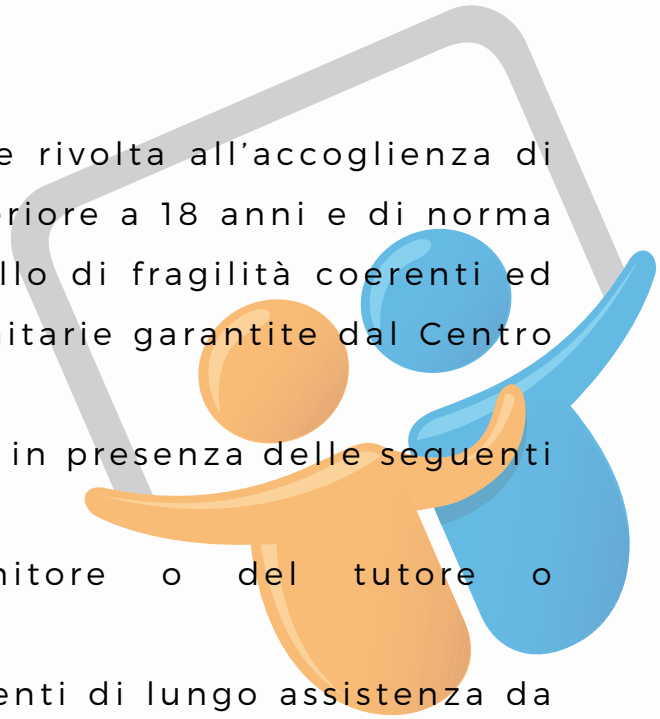 e rivolta all’accoglienza di
eriore a 18 anni e di norma
llo di fragilità coerenti ed
nitarie garantite dal Centro
in presenza delle seguenti
nitore o del tutore o
enti di lungo assistenza da